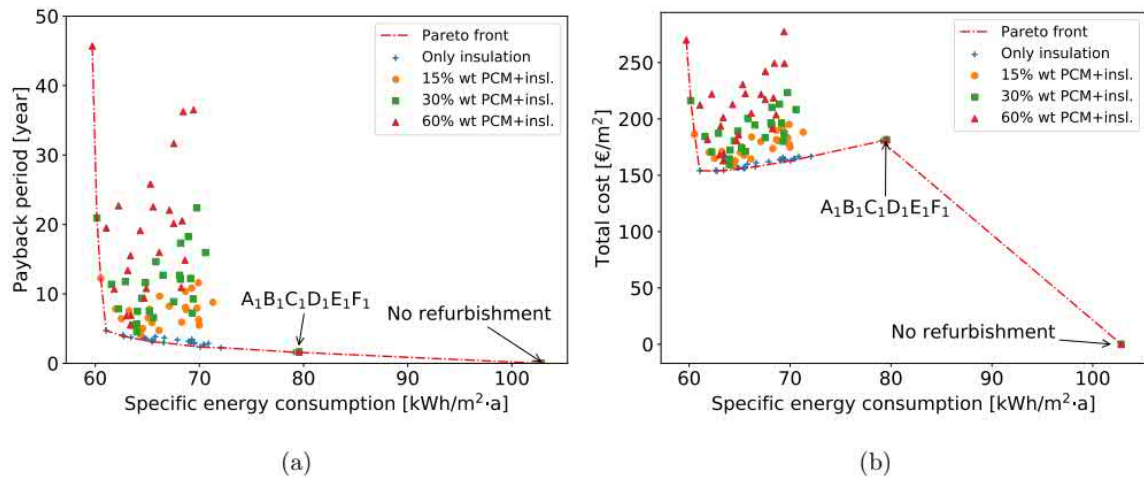 50
40
30
20
10
0
Payback period [year]
Pareto front
Only insulation
15% wt PCM+insl.
30% wt PCM+insl.
60% wt PCM+insl.
A₁B₁C₁D₁E₁F₁
No refurbishment
60 70 80 90 100
Specific energy consumption [kWh/m²·a]
(a)
250
200
150
100
50
0
Total cost [€/m²]
Pareto front
Only insulation
15% wt PCM+insl.
30% wt PCM+insl.
60% wt PCM+insl.
A₁B₁C₁D₁E₁F₁
No refurbishment
60 70 80 90 100
Specific energy consumption [kWh/m²·a]
(b)